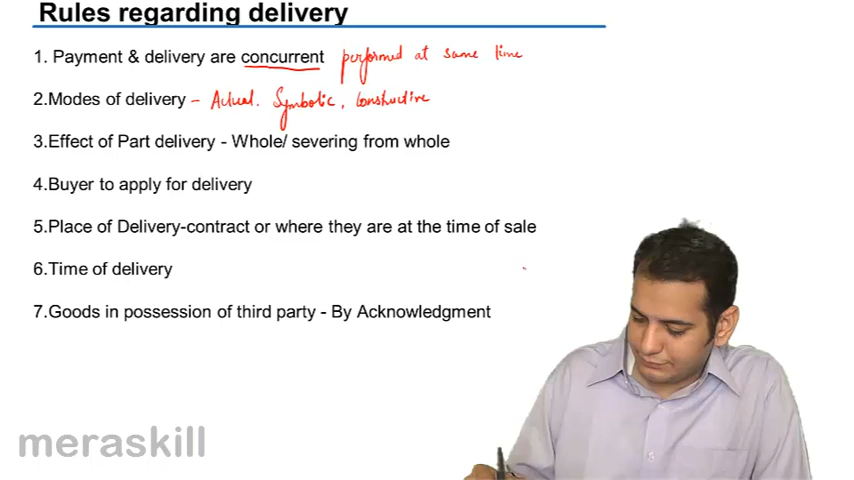 Rules regarding delivery
1. Payment & delivery are concurrent performed at same time
2.Modes of delivery - Actual. Symbolic, Constructive
3.Effect of Part delivery - Whole/ severing from whole
4.Buyer to apply for delivery
5.Place of Delivery-contract or where they are at the time of sale
6.Time of delivery
7.Goods in possession of third party - By Acknowledgment
meraskill